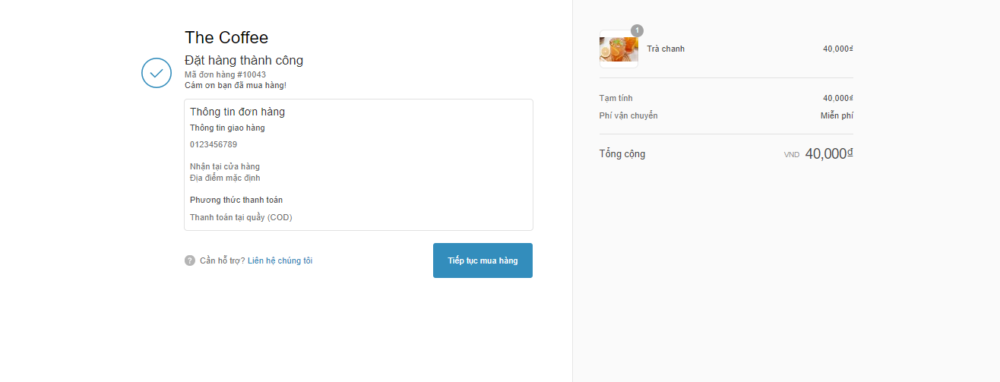 The Coffee
Đặt hàng thành công
Mã đơn hàng #10043
Cám ơn bạn đã mua hàng!
Thông tin đơn hàng
Thông tin giao hàng
0123456789
Nhận tại cửa hàng
Địa điểm mặc định
Phương thức thanh toán
Thanh toán tại quầy (COD)
? Cần hỗ trợ? Liên hệ chúng tôi
Tiếp tục mua hàng
1
Trà chanh 40,000₫
Tạm tính 40,000₫
Phí vận chuyển Miễn phí
Tổng cộng VND 40,000₫